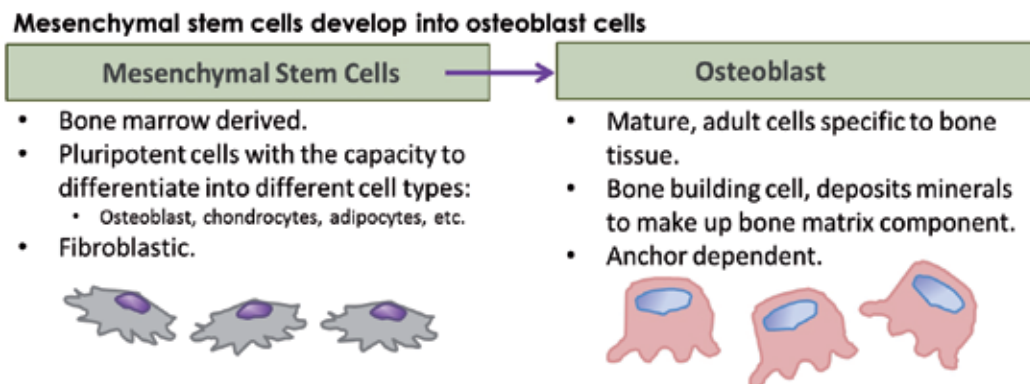 Mesenchymal stem cells develop into osteoblast cells
Mesenchymal Stem Cells
• Bone marrow derived.
• Pluripotent cells with the capacity to
differentiate into different cell types:
• Osteoblast, chondrocytes, adipocytes, etc.
• Fibroblastic.
Osteoblast
• Mature, adult cells specific to bone
tissue.
• Bone building cell, deposits minerals
to make up bone matrix component.
• Anchor dependent.